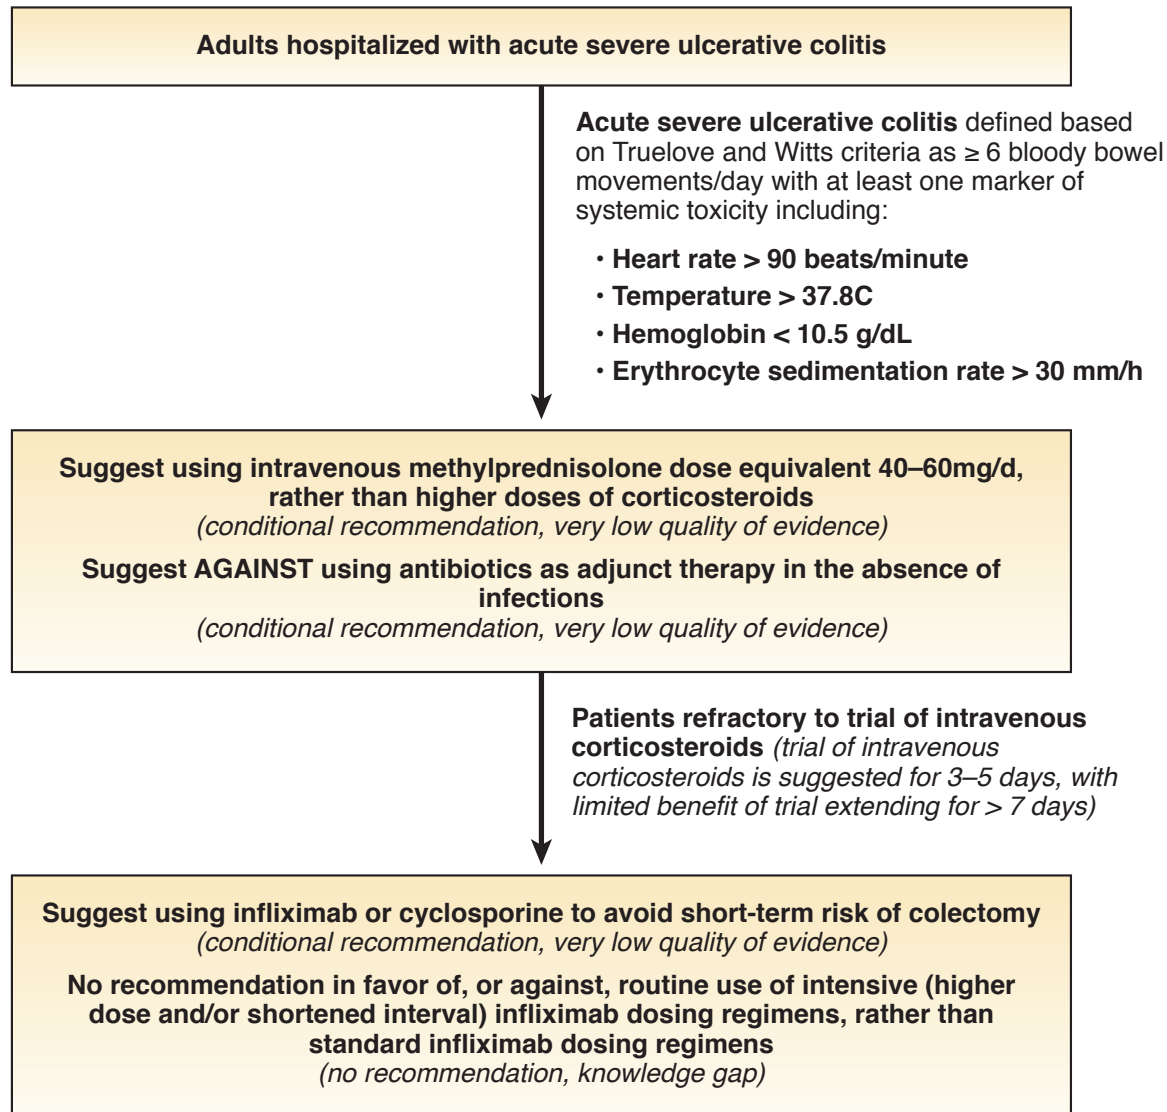 Adults hospitalized with acute severe ulcerative colitis
Acute severe ulcerative colitis defined based
on Truelove and Witts criteria as ≥ 6 bloody bowel
movements/day with at least one marker of
systemic toxicity including:
• Heart rate > 90 beats/minute
• Temperature > 37.8C
• Hemoglobin < 10.5 g/dL
• Erythrocyte sedimentation rate > 30 mm/h
Suggest using intravenous methylprednisolone dose equivalent 40–60mg/d,
rather than higher doses of corticosteroids
(conditional recommendation, very low quality of evidence)
Suggest AGAINST using antibiotics as adjunct therapy in the absence of
infections
(conditional recommendation, very low quality of evidence)
Patients refractory to trial of intravenous
corticosteroids (trial of intravenous
corticosteroids is suggested for 3–5 days, with
limited benefit of trial extending for > 7 days)
Suggest using infliximab or cyclosporine to avoid short-term risk of colectomy
(conditional recommendation, very low quality of evidence)
No recommendation in favor of, or against, routine use of intensive (higher
dose and/or shortened interval) infliximab dosing regimens, rather than
standard infliximab dosing regimens
(no recommendation, knowledge gap)